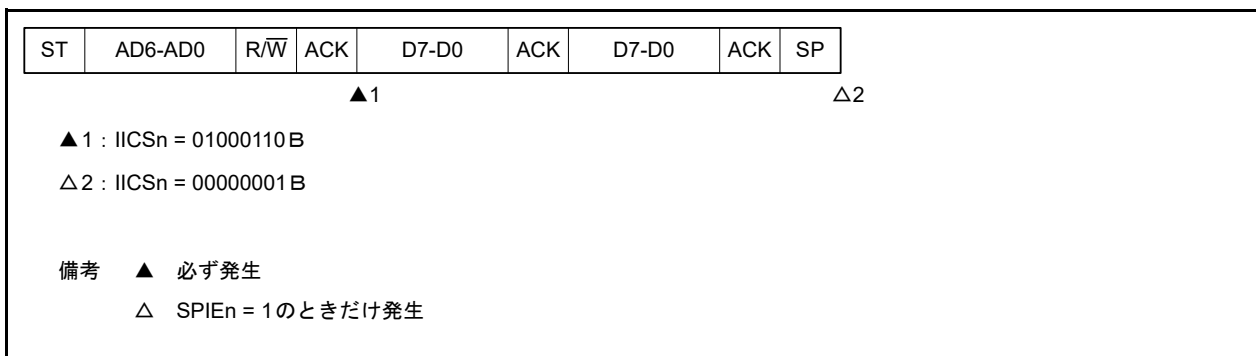 ST AD6-AD0 R/W̅ ACK D7-D0 ACK D7-D0 ACK SP
▲1 △2
▲1：IICSn = 01000110B
△2：IICSn = 00000001B
備考 ▲ 必ず発生
△ SPIEn = 1のときだけ発生